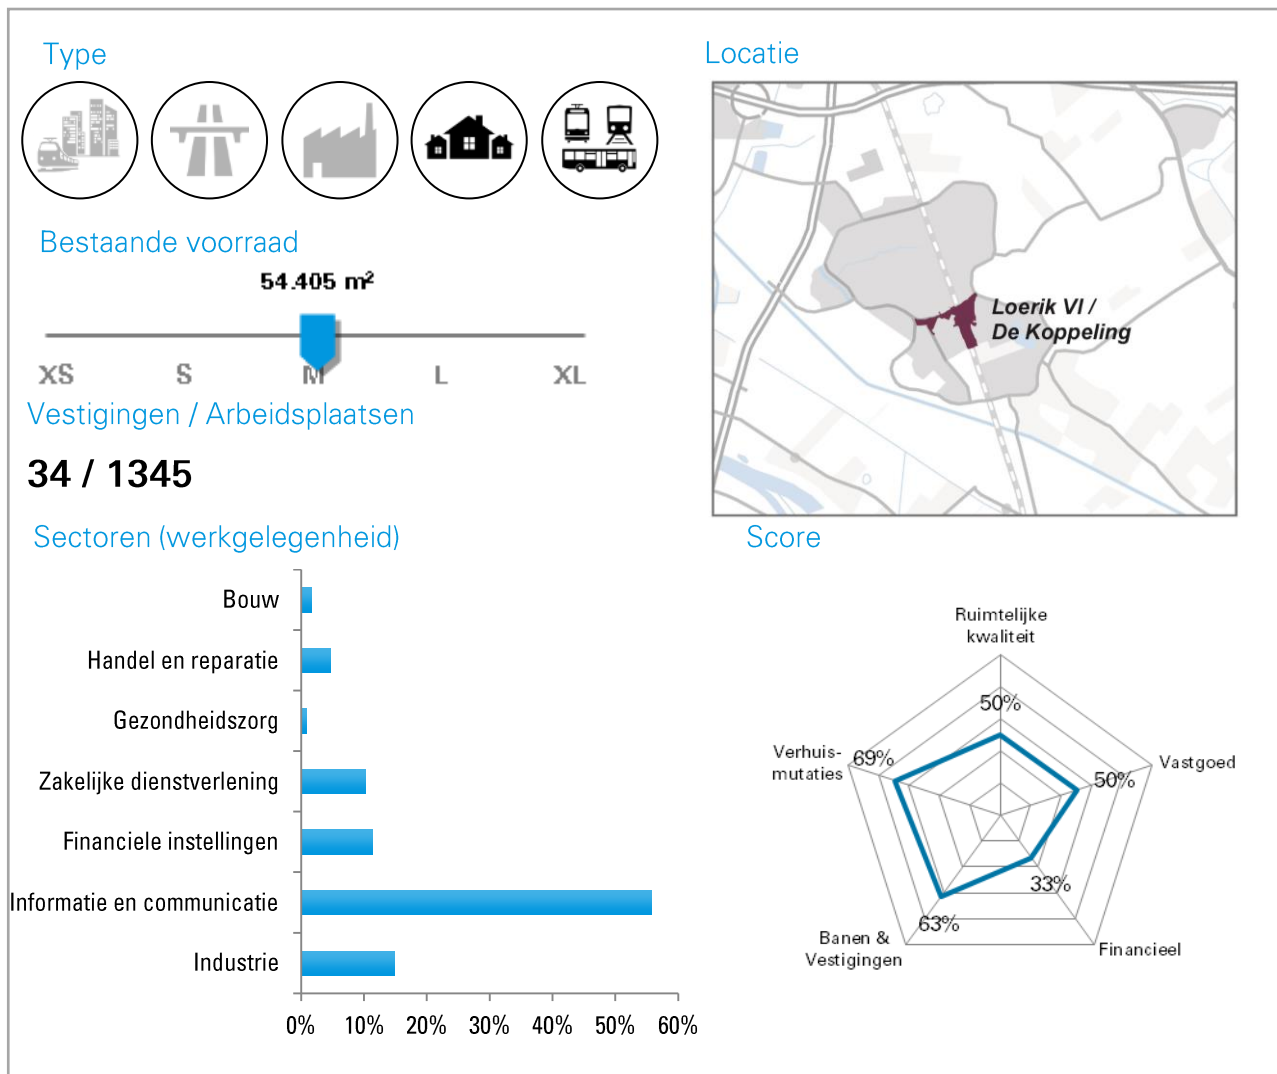 Type
Bestaande voorraad
54.405 m²
XS S M L XL
Vestigingen / Arbeidsplaatsen
34 / 1345
Locatie
Loerik VI /
De Koppeling
Sectoren (werkgelegenheid)
Bouw
Handel en reparatie
Gezondheidszorg
Zakelijke dienstverlening
Financiele instellingen
Informatie en communicatie
Industrie
0% 10% 20% 30% 40% 50% 60%
Score
Ruimtelijke
kwaliteit
50%
Vastgoed
50%
Financieel
33%
Banen &
Vestigingen
63%
Verhuis-
mutaties
69%